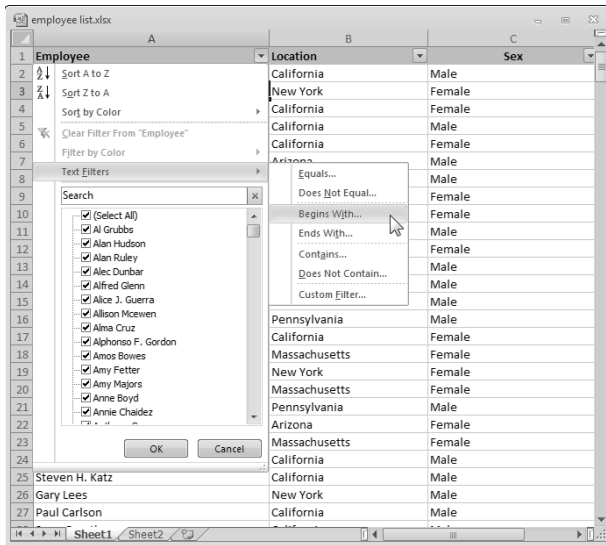 employee list.xlsx
A B C
1 Employee Location Sex
2 Sort A to Z California Male
3 Sort Z to A New York Female
4 Sort by Color California Female
5 Clear Filter From "Employee" California Male
6 Filter by Color California Female
7 Arizona Male
8 Text Filters Equals... Male
9 Search Does Not Equal... Female
10 (Select All) Begins With... Female
11 Al Grubbs Ends With... Male
12 Alan Hudson Contains... Female
Alan Ruley
13 Alec Dunbar Does Not Contain... Male
14 Alfred Glenn Custom Filter... Male
15 Alice J. Guerra Male
16 Allison Mcewen Pennsylvania Male
Alma Cruz
17 Alphonso F. Gordon California Female
18 Amos Bowes Massachusetts Female
19 Amy Fetter New York Female
20 Amy Majors Massachusetts Female
21 Anne Boyd Pennsylvania Male
Annie Chaidez
22 Arizona Female
23 OK Cancel Massachusetts Female
24 California Male
25 Steven H. Katz California Male
26 Gary Lees New York Male
27 Paul Carlson California Male
Sheet1 Sheet2